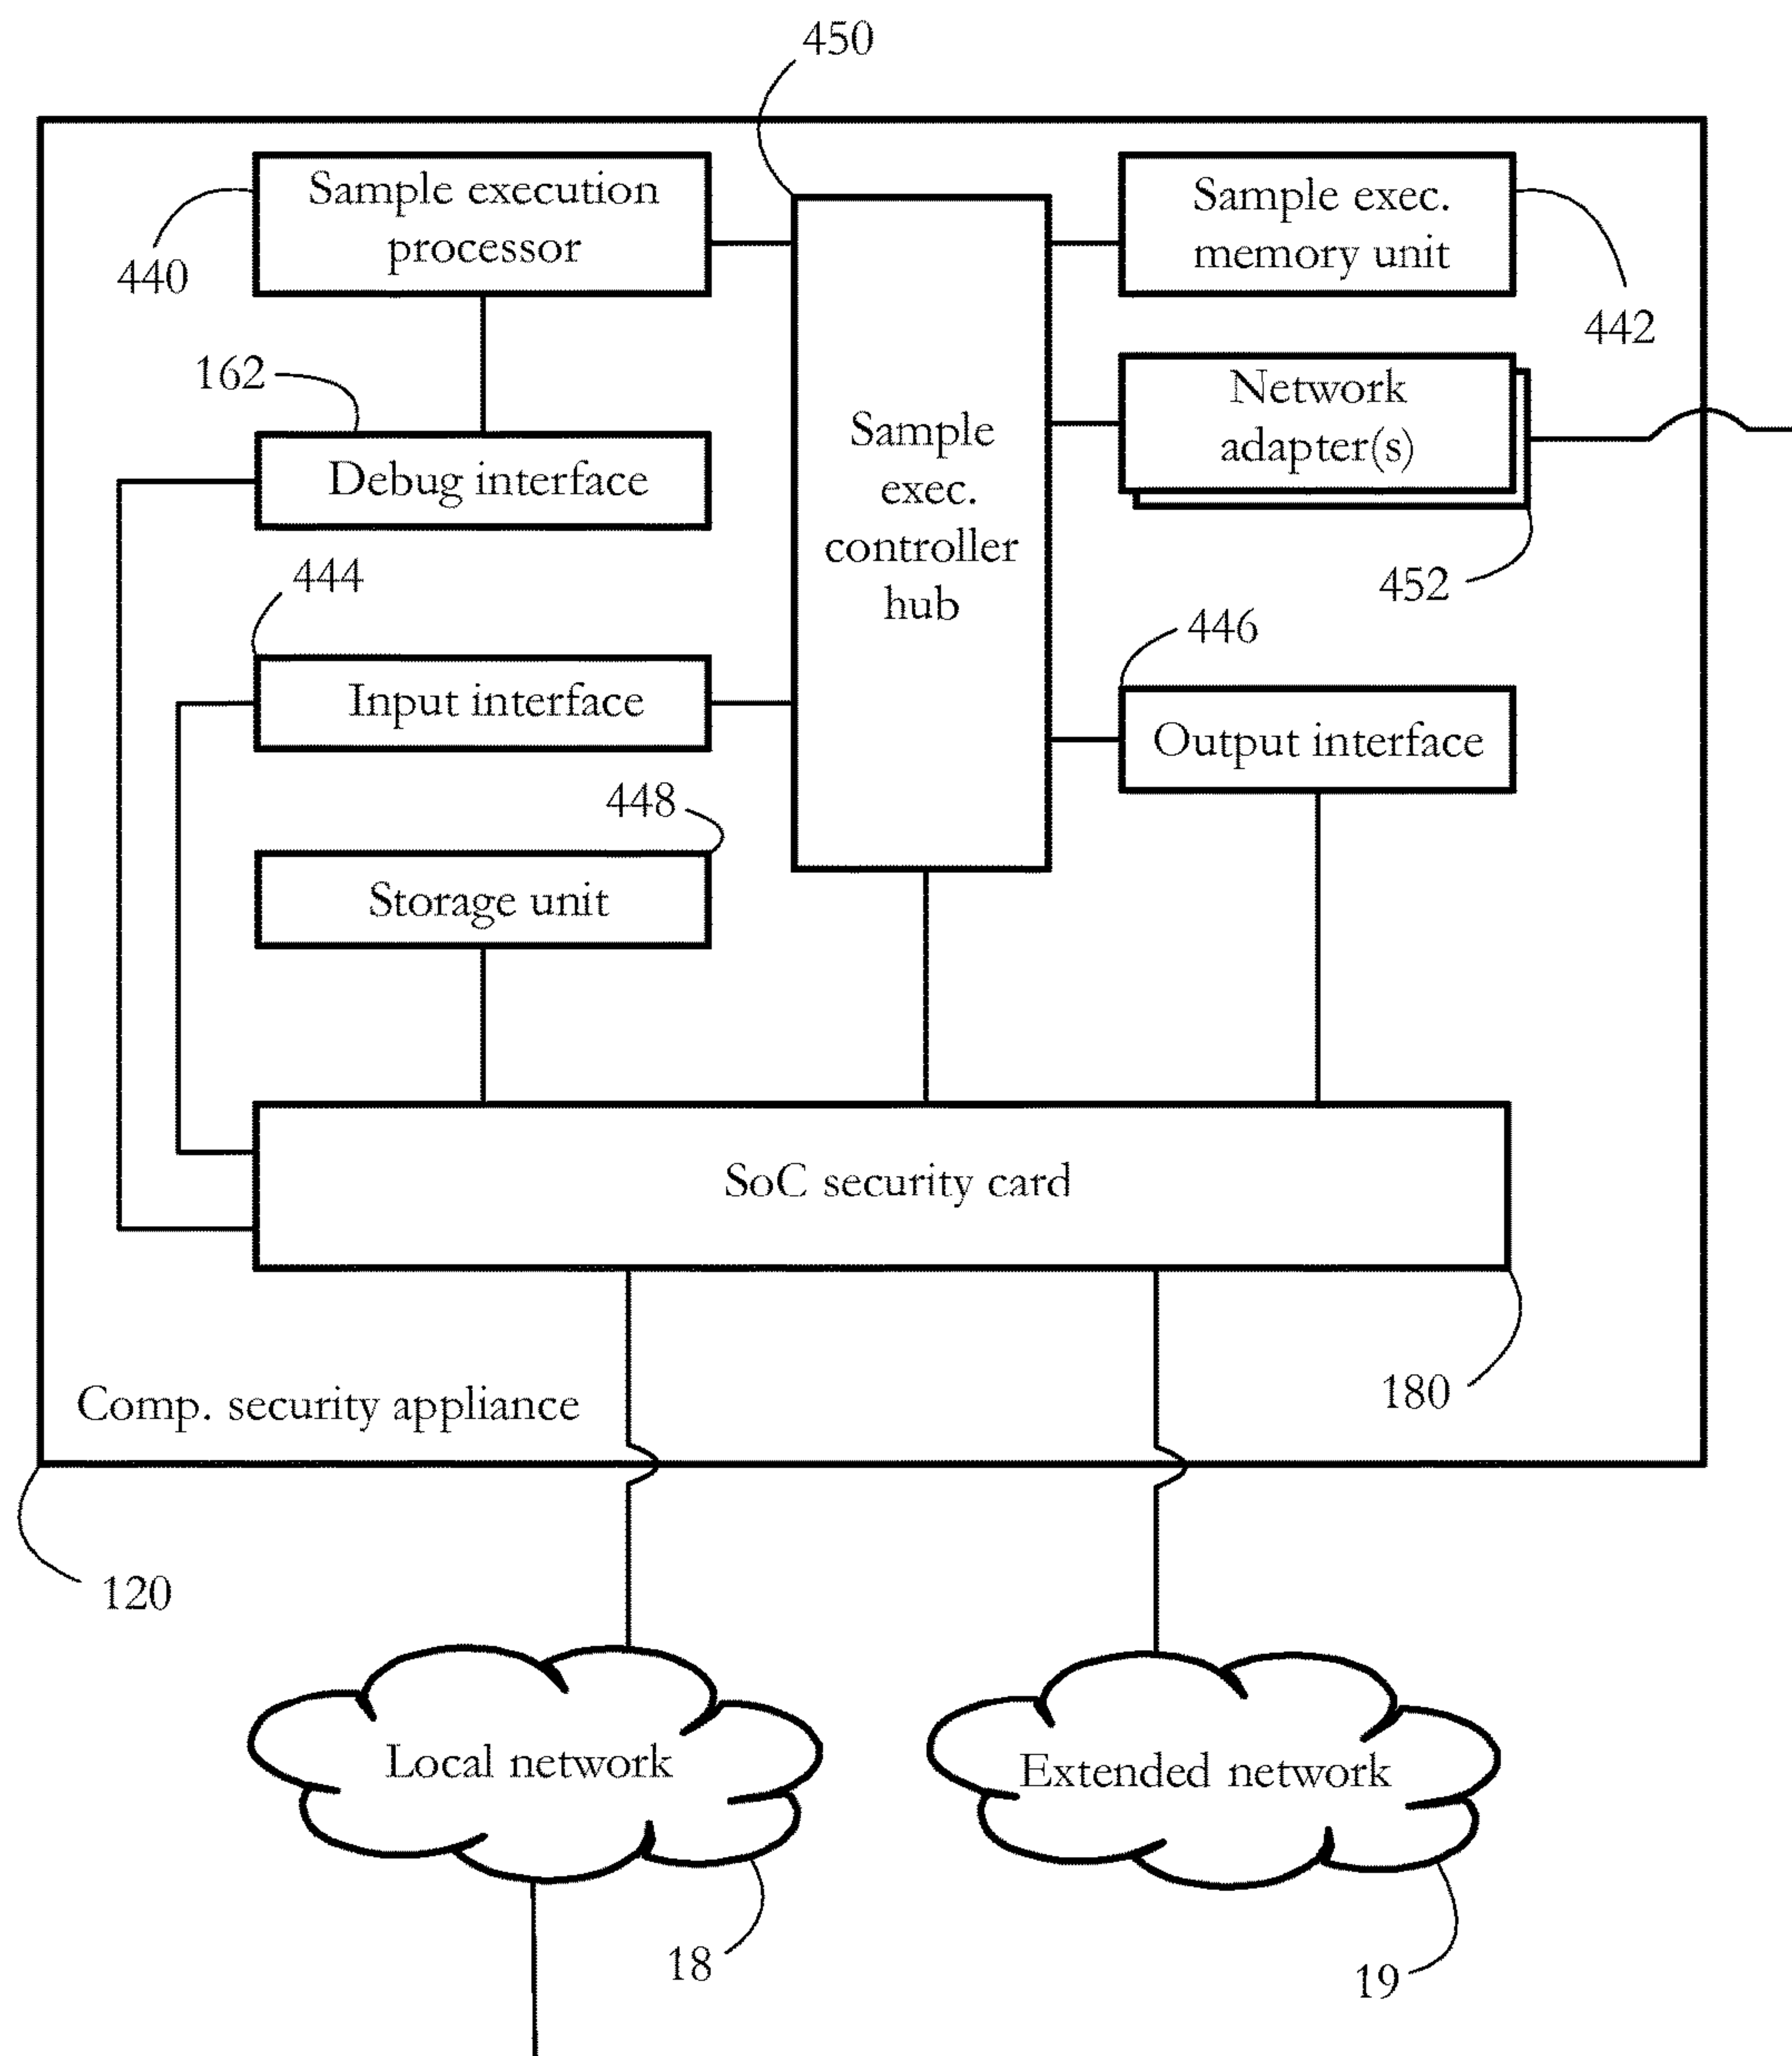 450
Sample execution
processor
440
Sample exec.
memory unit
442
162
Debug interface
Network
adapter(s)
452
Sample
exec.
controller
hub
444
Input interface
446
Output interface
448
Storage unit
SoC security card
180
Comp. security appliance
120
Local network
18
Extended network
19